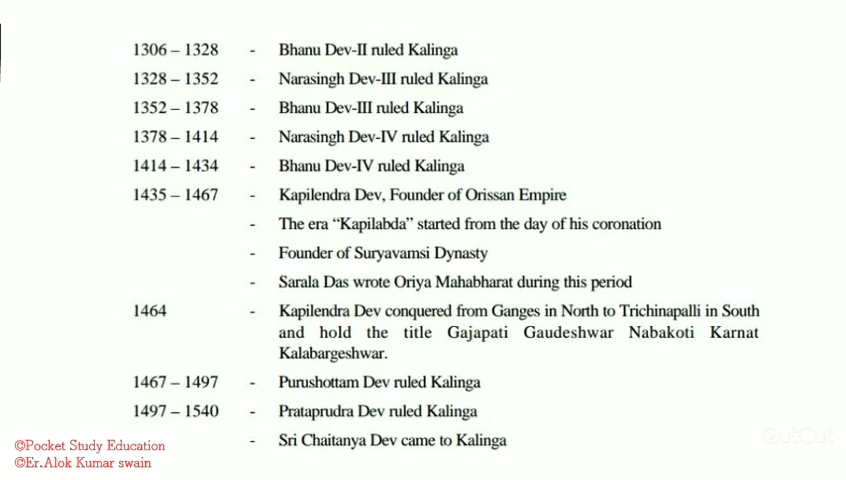 1306 – 1328 - Bhanu Dev-II ruled Kalinga
1328 – 1352 - Narasingh Dev-III ruled Kalinga
1352 – 1378 - Bhanu Dev-III ruled Kalinga
1378 – 1414 - Narasingh Dev-IV ruled Kalinga
1414 – 1434 - Bhanu Dev-IV ruled Kalinga
1435 – 1467 - Kapilendra Dev, Founder of Orissan Empire
- The era “Kapilabda” started from the day of his coronation
- Founder of Suryavamsi Dynasty
- Sarala Das wrote Oriya Mahabharat during this period
1464 - Kapilendra Dev conquered from Ganges in North to Trichinapalli in South
and hold the title Gajapati Gaudeshwar Nabakoti Karnat
Kalabargeshwar.
1467 – 1497 - Purushottam Dev ruled Kalinga
1497 – 1540 - Prataprudra Dev ruled Kalinga
- Sri Chaitanya Dev came to Kalinga
©Pocket Study Education
©Er.Alok Kumar swain
CutCut